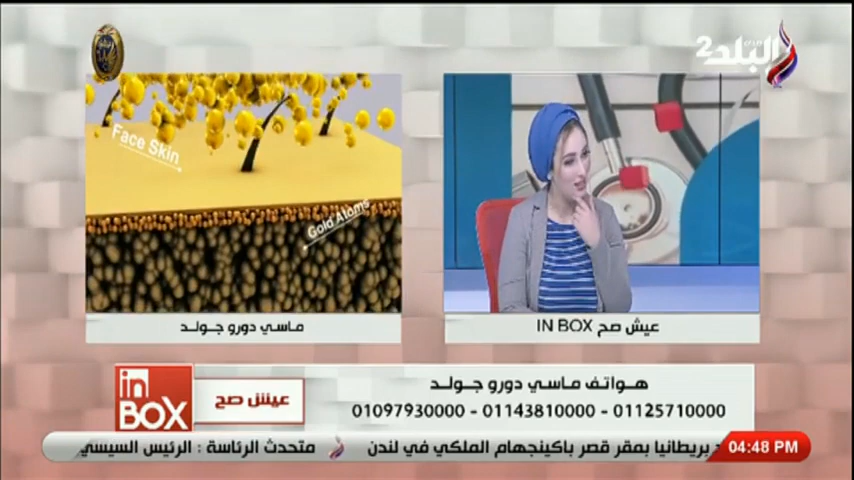 البلد 2
Face Skin
Gold Atoms
ماسي دورو جولد
عيش صح IN BOX
هواتف ماسي دورو جولد
01097930000 - 01143810000 - 01125710000
in BOX
عيش صح
بريطانيا بمقر قصر باكينجهام الملكي في لندن
متحدث الرئاسة : الرئيس السيسي
04:48 PM